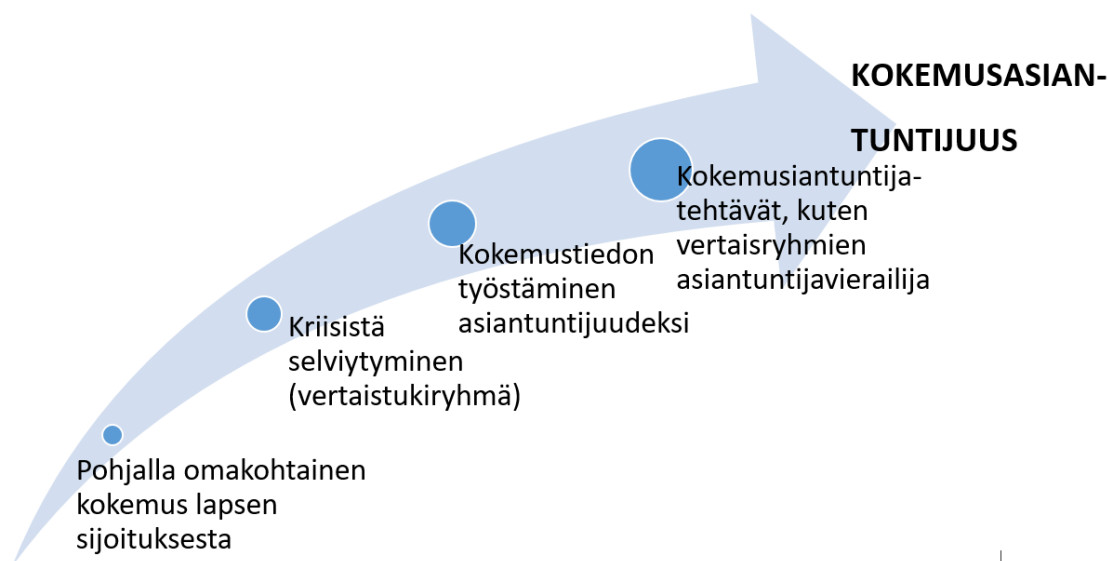 KOKEMUSASIAN-
TUNTIJUUS
Kokemusiantuntija-
tehtävät, kuten
vertaisryhmien
asiantuntijavierailija
Kokemustiedon
työstäminen
asiantuntijuudeksi
Kriisistä
selviytyminen
(vertaistukiryhmä)
Pohjalla omakohtainen
kokemus lapsen
sijoituksesta